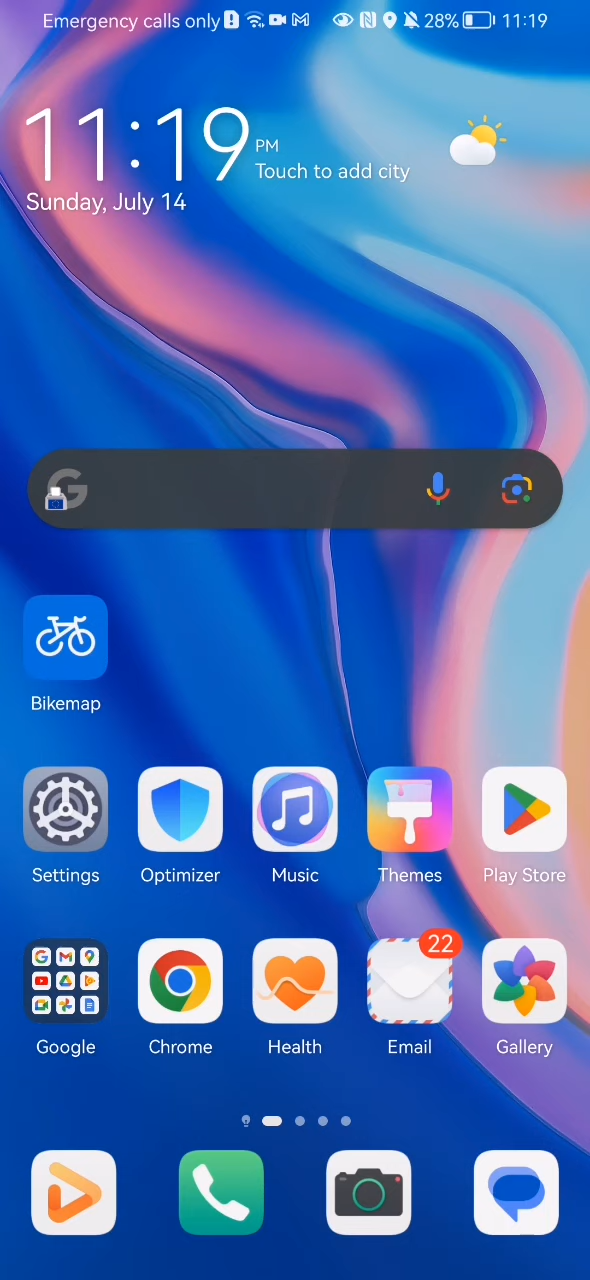 Emergency calls only 28% 11:19
11:19 PM
Touch to add city
Sunday, July 14
Bikemap
Settings Optimizer Music Themes Play Store
22
Google Chrome Health Email Gallery